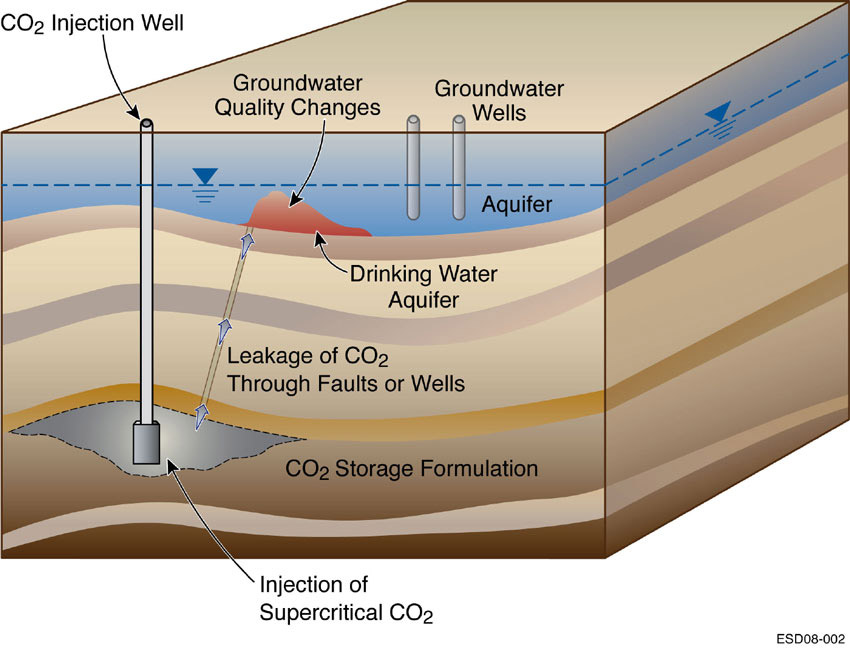 CO2 Injection Well
Groundwater
Quality Changes
Groundwater
Wells
Aquifer
Drinking Water
Aquifer
Leakage of CO2
Through Faults or Wells
CO2 Storage Formulation
Injection of
Supercritical CO2
ESD08-002